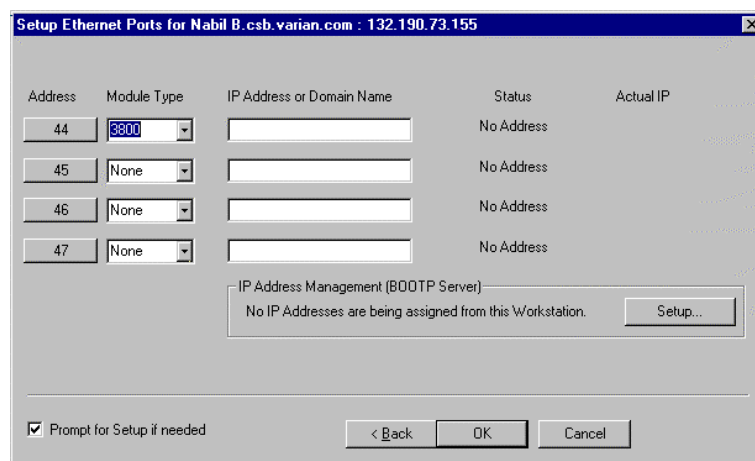 Setup Ethernet Ports for Nabil B.csb.varian.com : 132.190.73.155
Address Module Type IP Address or Domain Name Status Actual IP
44 3800 No Address
45 None No Address
46 None No Address
47 None No Address
IP Address Management (BOOTP Server)
No IP Addresses are being assigned from this Workstation. Setup...
Prompt for Setup if needed < Back OK Cancel